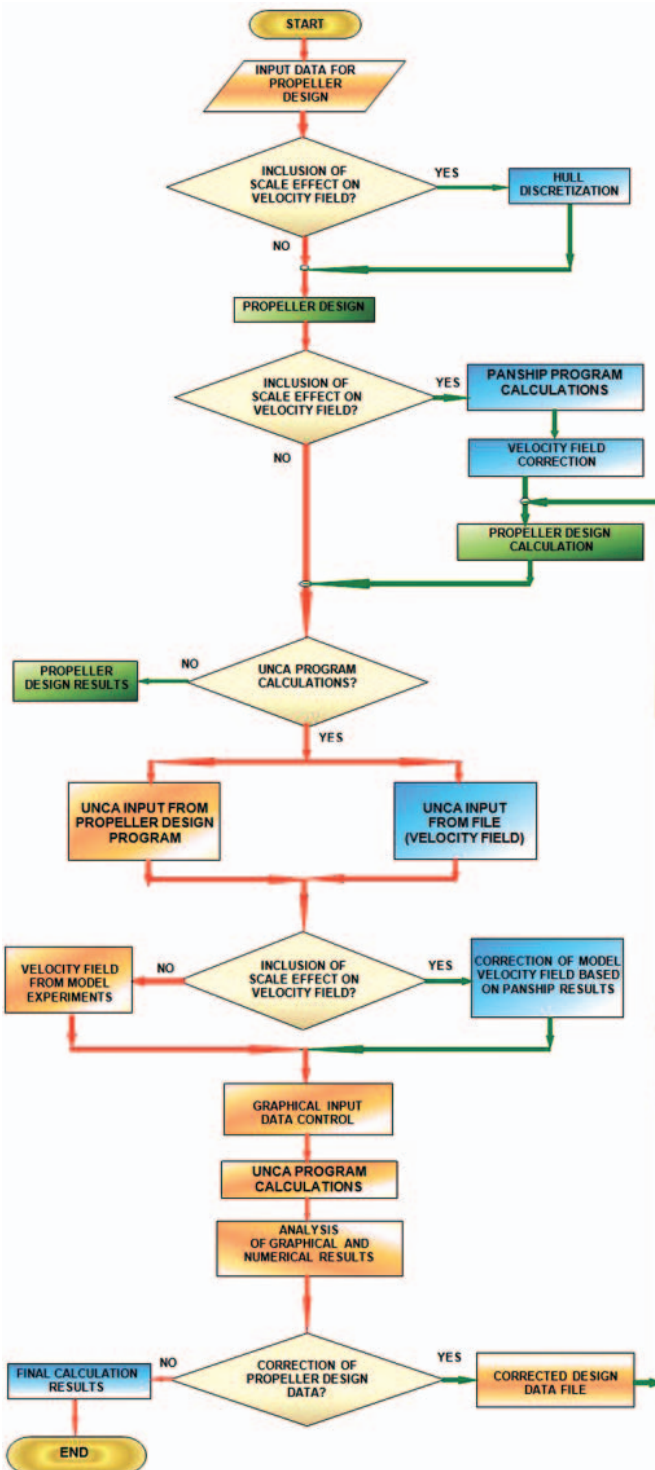 START
INPUT DATA FOR
PROPELLER
DESIGN
INCLUSION OF
SCALE EFFECT ON
VELOCITY FIELD?
YES
HULL
DISCRETIZATION
NO
PROPELLER DESIGN
INCLUSION OF
SCALE EFFECT ON
VELOCITY FIELD?
YES
PANSHIP PROGRAM
CALCULATIONS
NO
VELOCITY FIELD
CORRECTION
PROPELLER DESIGN
CALCULATION
UNCA PROGRAM
CALCULATIONS?
NO
PROPELLER
DESIGN RESULTS
YES
UNCA INPUT FROM
PROPELLER DESIGN
PROGRAM
UNCA INPUT
FROM FILE
(VELOCITY FIELD)
VELOCITY FIELD
FROM MODEL
EXPERIMENTS
NO
INCLUSION OF
SCALE EFFECT ON
VELOCITY FIELD?
YES
CORRECTION OF MODEL
VELOCITY FIELD BASED
ON PANSHIP RESULTS
GRAPHICAL INPUT
DATA CONTROL
UNCA PROGRAM
CALCULATIONS
ANALYSIS
OF GRAPHICAL AND
NUMERICAL RESULTS
FINAL CALCULATION
RESULTS
NO
CORRECTION OF
PROPELLER DESIGN
DATA?
YES
CORRECTED DESIGN
DATA FILE
END